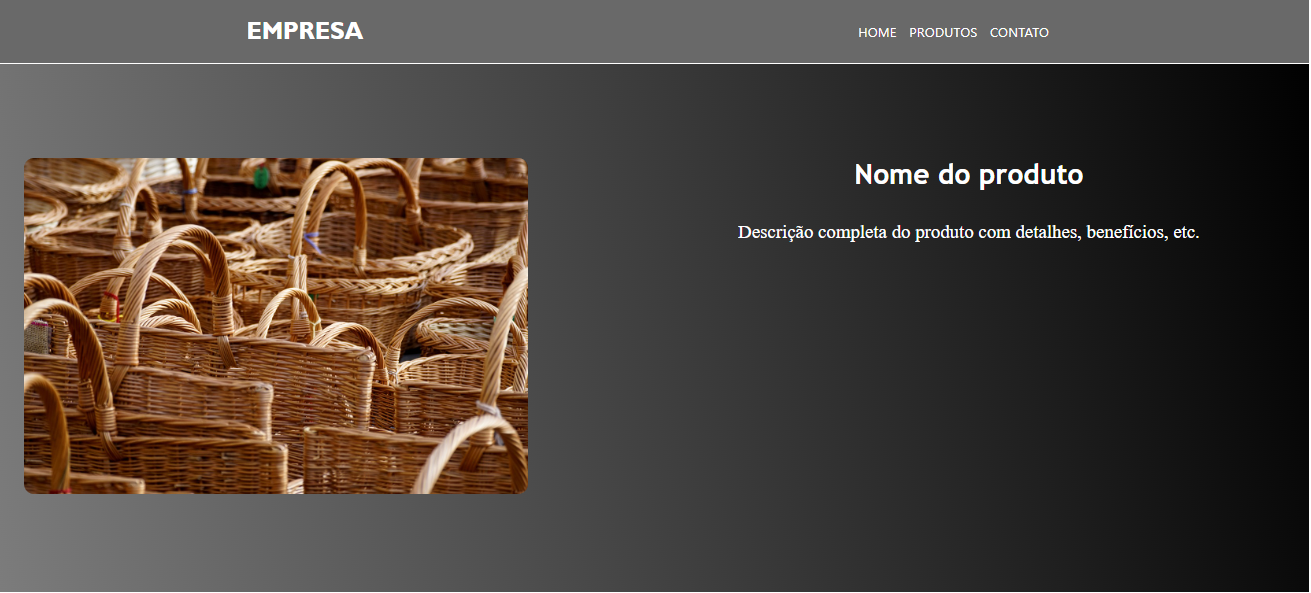 EMPRESA
HOME PRODUTOS CONTATO
Nome do produto
Descrição completa do produto com detalhes, benefícios, etc.